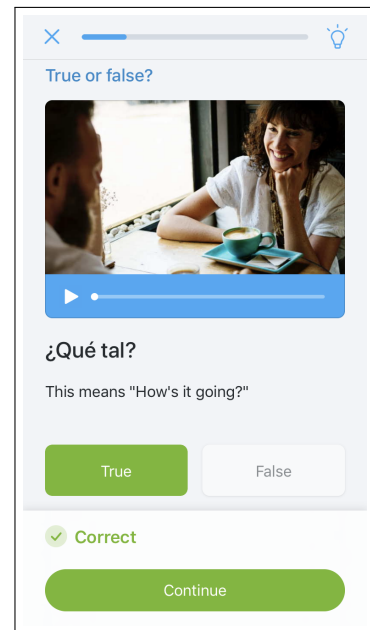 True or false?
¿Qué tal?
This means "How's it going?"
True
False
Correct
Continue